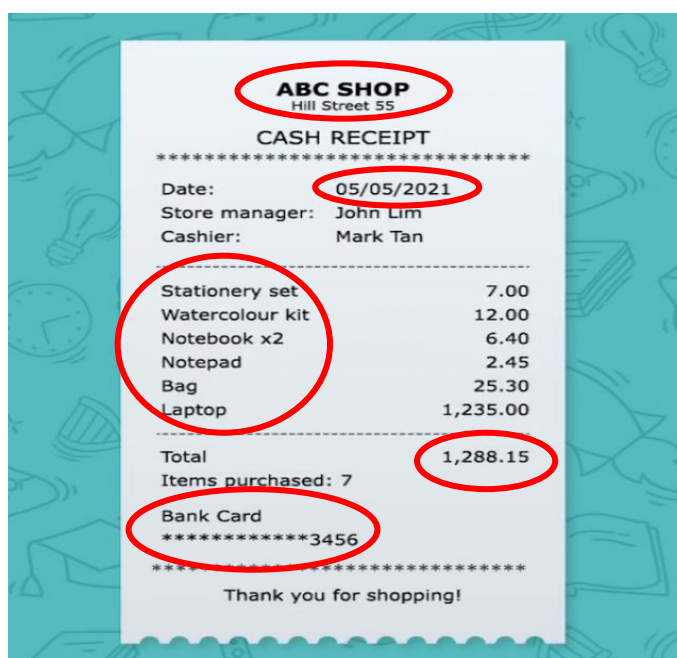 ABC SHOP
Hill Street 55
CASH RECEIPT
*******************************
Date: 05/05/2021
Store manager: John Lim
Cashier: Mark Tan
--------------------------------------------------
Stationery set 7.00
Watercolour kit 12.00
Notebook x2 6.40
Notepad 2.45
Bag 25.30
Laptop 1,235.00
--------------------------------------------------
Total 1,288.15
Items purchased: 7
Bank Card
************3456
*******************************
Thank you for shopping!